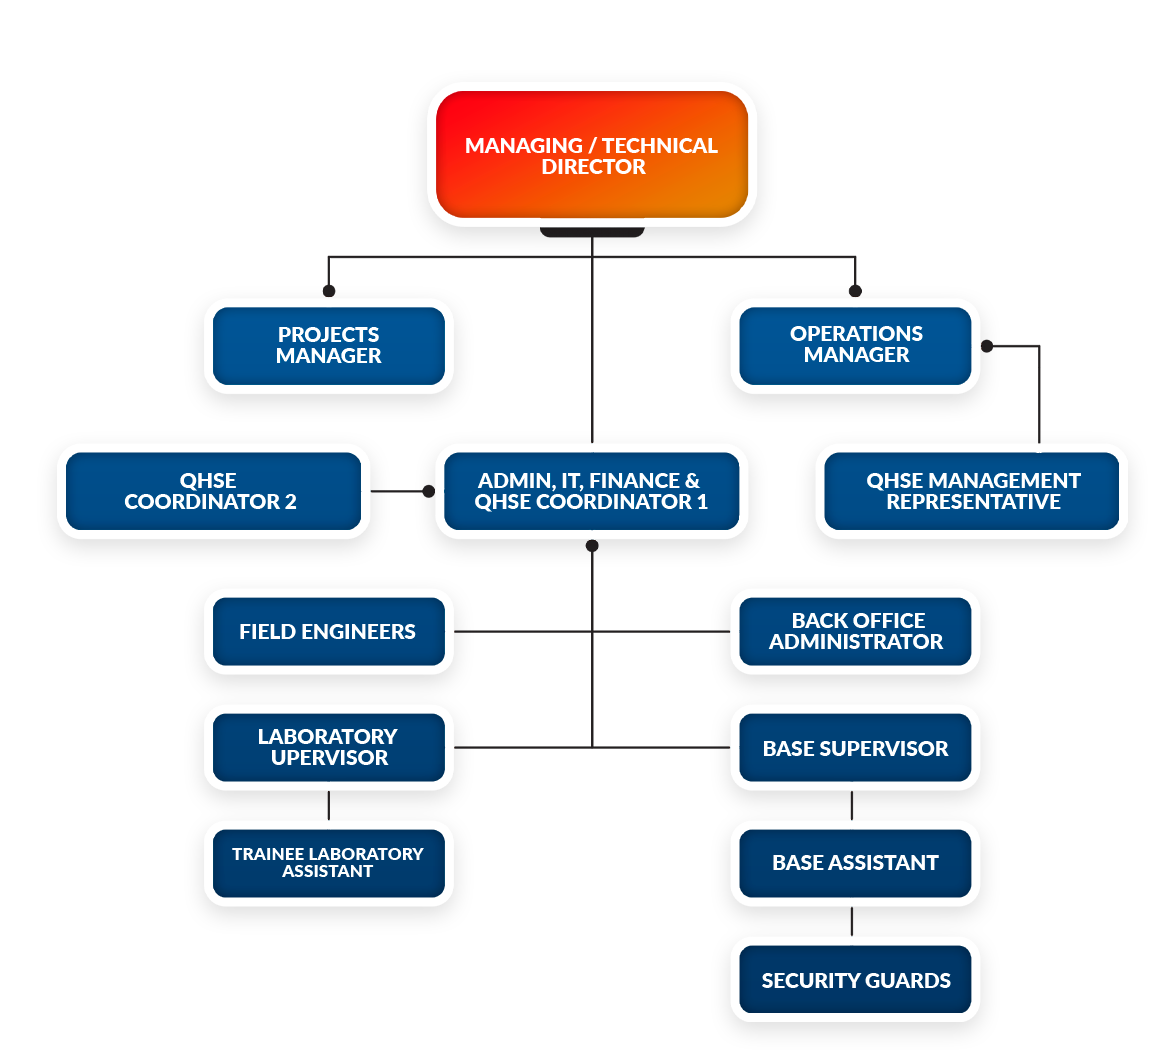 MANAGING / TECHNICAL
DIRECTOR
PROJECTS
MANAGER
OPERATIONS
MANAGER
QHSE
COORDINATOR 2
ADMIN, IT, FINANCE &
QHSE COORDINATOR 1
QHSE MANAGEMENT
REPRESENTATIVE
FIELD ENGINEERS
BACK OFFICE
ADMINISTRATOR
LABORATORY
UPERVISOR
BASE SUPERVISOR
TRAINEE LABORATORY
ASSISTANT
BASE ASSISTANT
SECURITY GUARDS